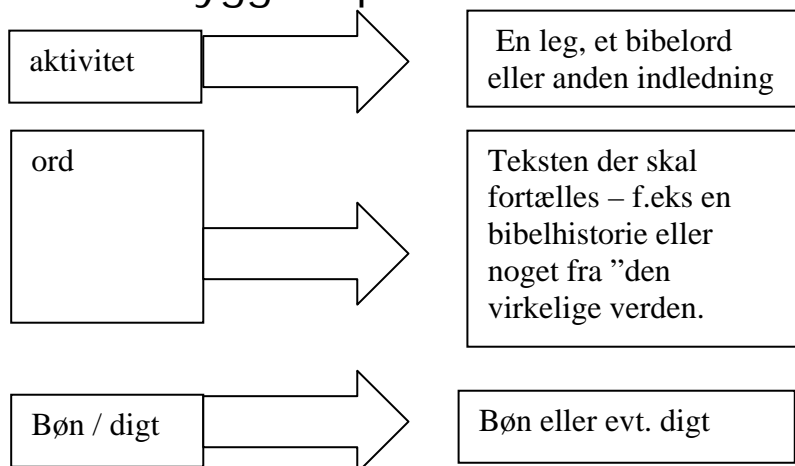 aktivitet
En leg, et bibelord
eller anden indledning
ord
Teksten der skal
fortælles – f.eks en
bibelhistorie eller
noget fra ”den
virkelige verden.
Bøn / digt
Bøn eller evt. digt